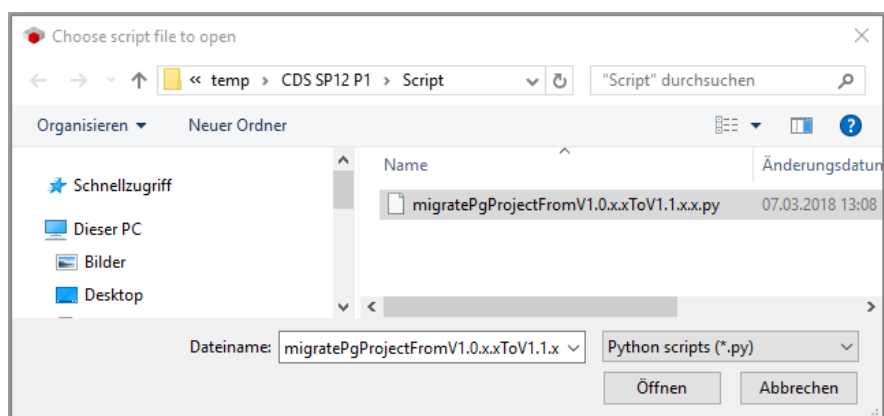 Choose script file to open
« temp › CDS SP12 P1 › Script "Script" durchsuchen
Organisieren Neuer Ordner
Name Änderungsdatun
Schnellzugriff
migratePgProjectFromV1.0.x.xToV1.1.x.x.py 07.03.2018 13:08
Dieser PC
Bilder
Desktop
Dateiname: migratePgProjectFromV1.0.x.xToV1.1.x Python scripts (*.py)
Öffnen Abbrechen